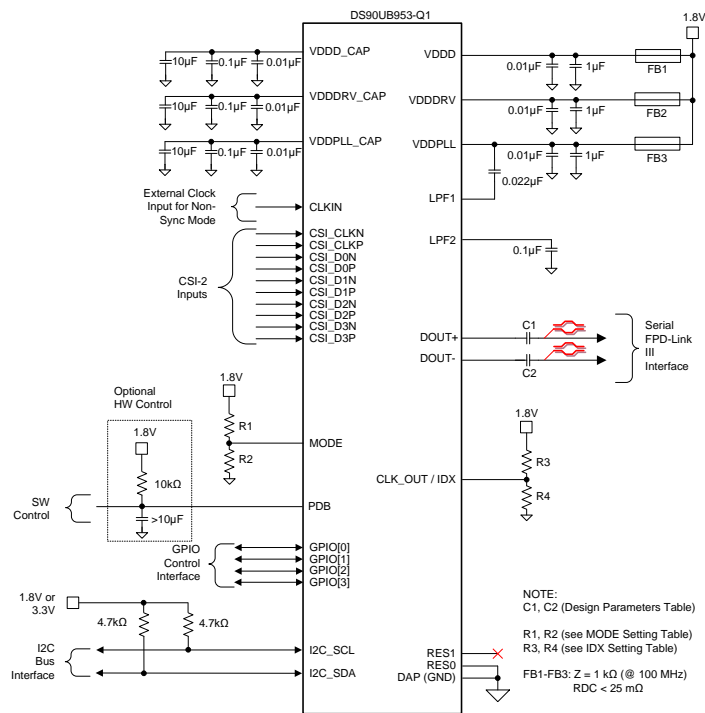 DS90UB953-Q1
1.8V
VDDD_CAP
10µF
0.1µF
0.01µF
VDDDRV_CAP
10µF
0.1µF
0.01µF
VDDPLL_CAP
10µF
0.1µF
0.01µF
VDDD
0.01µF
1µF
FB1
VDDDRV
0.01µF
1µF
FB2
VDDPLL
0.01µF
1µF
FB3
0.022µF
LPF1
LPF2
0.1µF
External Clock
Input for Non-
Sync Mode
CLKIN
CSI_CLKN
CSI_CLKP
CSI_D0N
CSI_D0P
CSI_D1N
CSI_D1P
CSI_D2N
CSI_D2P
CSI_D3N
CSI_D3P
CSI-2
Inputs
DOUT+
DOUT-
C1
C2
Serial
FPD-Link
III
Interface
Optional
HW Control
1.8V
10kΩ
>10µF
1.8V
R1
R2
MODE
SW
Control
PDB
1.8V
R3
R4
CLK_OUT / IDX
GPIO
Control
Interface
GPIO[0]
GPIO[1]
GPIO[2]
GPIO[3]
1.8V or
3.3V
4.7kΩ
4.7kΩ
I2C
Bus
Interface
I2C_SCL
I2C_SDA
RES1
RES0
DAP (GND)
NOTE:
C1, C2 (Design Parameters Table)
R1, R2 (see MODE Setting Table)
R3, R4 (see IDX Setting Table)
FB1-FB3: Z = 1 kΩ (@ 100 MHz)
RDC < 25 mΩ